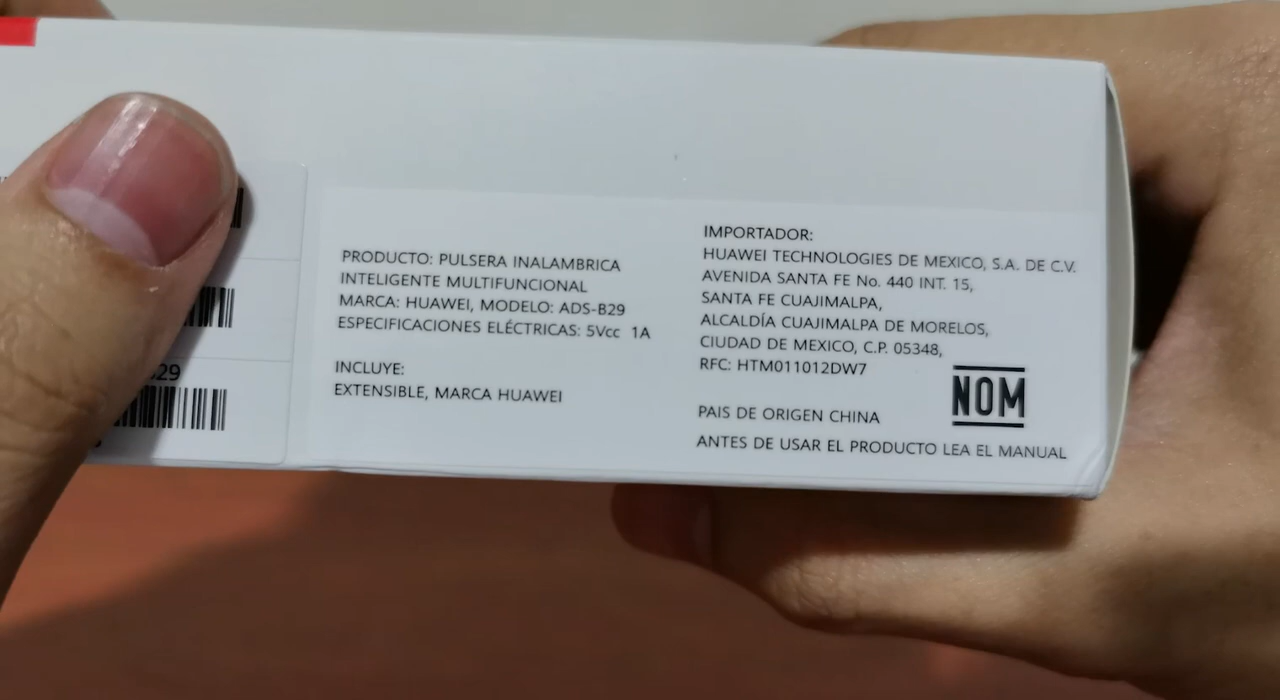 PRODUCTO: PULSERA INALAMBRICA
INTELIGENTE MULTIFUNCIONAL
MARCA: HUAWEI, MODELO: ADS-B29
ESPECIFICACIONES ELÉCTRICAS: 5Vcc 1A
INCLUYE:
EXTENSIBLE, MARCA HUAWEI
IMPORTADOR:
HUAWEI TECHNOLOGIES DE MEXICO, S.A. DE C.V.
AVENIDA SANTA FE No. 440 INT. 15,
SANTA FE CUAJIMALPA,
ALCALDÍA CUAJIMALPA DE MORELOS,
CIUDAD DE MEXICO, C.P. 05348,
RFC: HTM011012DW7
NOM
PAIS DE ORIGEN CHINA
ANTES DE USAR EL PRODUCTO LEA EL MANUAL